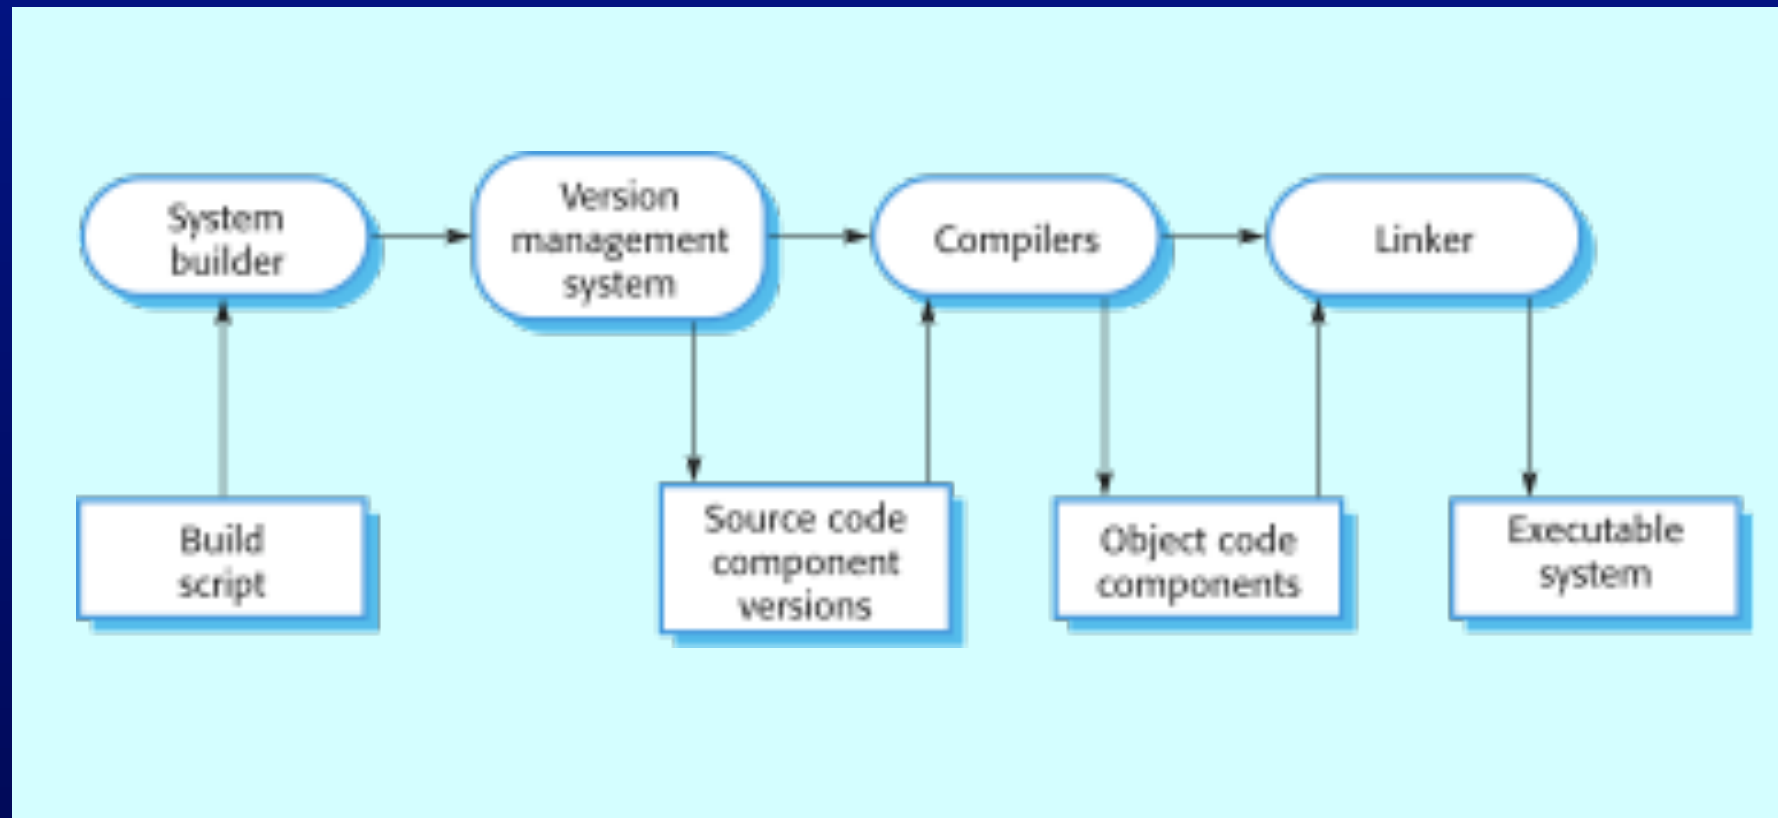 System
builder
Version
management
system
Compilers
Linker
Build
script
Source code
component
versions
Object code
components
Executable
system